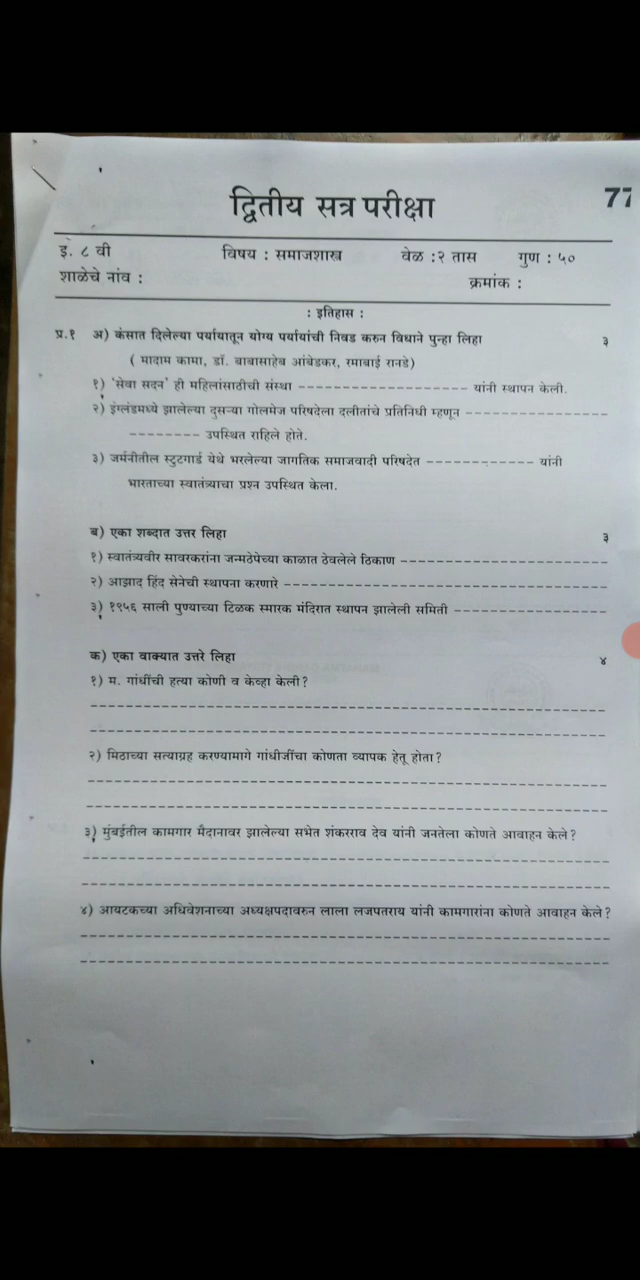 द्वितीय सत्र परीक्षा
77
इ. ८ वी विषय : समाजशास्त्र वेळ :२ तास गुण : ५०
शाळेचे नांव : क्रमांक :
: इतिहास :
प्र.१ अ) कंसात दिलेल्या पर्यायातून योग्य पर्यायांची निवड करुन विधाने पुन्हा लिहा ३
( मादाम कामा, डॉ. बाबासाहेब आंबेडकर, रमाबाई रानडे)
१) 'सेवा सदन' ही महिलांसाठीची संस्था ------------------ यांनी स्थापन केली.
२) इंग्लंडमध्ये झालेल्या दुसऱ्या गोलमेज परिषदेला दलीतांचे प्रतिनिधी म्हणून ---------------
-------- उपस्थित राहिले होते.
३) जर्मनीतील स्टुटगार्ड येथे भरलेल्या जागतिक समाजवादी परिषदेत ------------ यांनी
भारताच्या स्वातंत्र्याचा प्रश्न उपस्थित केला.
ब) एका शब्दात उत्तर लिहा ३
१) स्वातंत्र्यवीर सावरकरांना जन्मठेपेच्या काळात ठेवलेले ठिकाण ----------------------
२) आझाद हिंद सेनेची स्थापना करणारे -----------------------------------
३) १९५६ साली पुण्याच्या टिळक स्मारक मंदिरात स्थापन झालेली समिती ----------------
क) एका वाक्यात उत्तरे लिहा ४
१) म. गांधींची हत्या कोणी व केव्हा केली?
२) मिठाच्या सत्याग्रह करण्यामागे गांधीजींचा कोणता व्यापक हेतू होता?
३) मुंबईतील कामगार मैदानावर झालेल्या सभेत शंकरराव देव यांनी जनतेला कोणते आवाहन केले?
४) आयटकच्या अधिवेशनाच्या अध्यक्षपदावरुन लाला लजपतराय यांनी कामगारांना कोणते आवाहन केले?